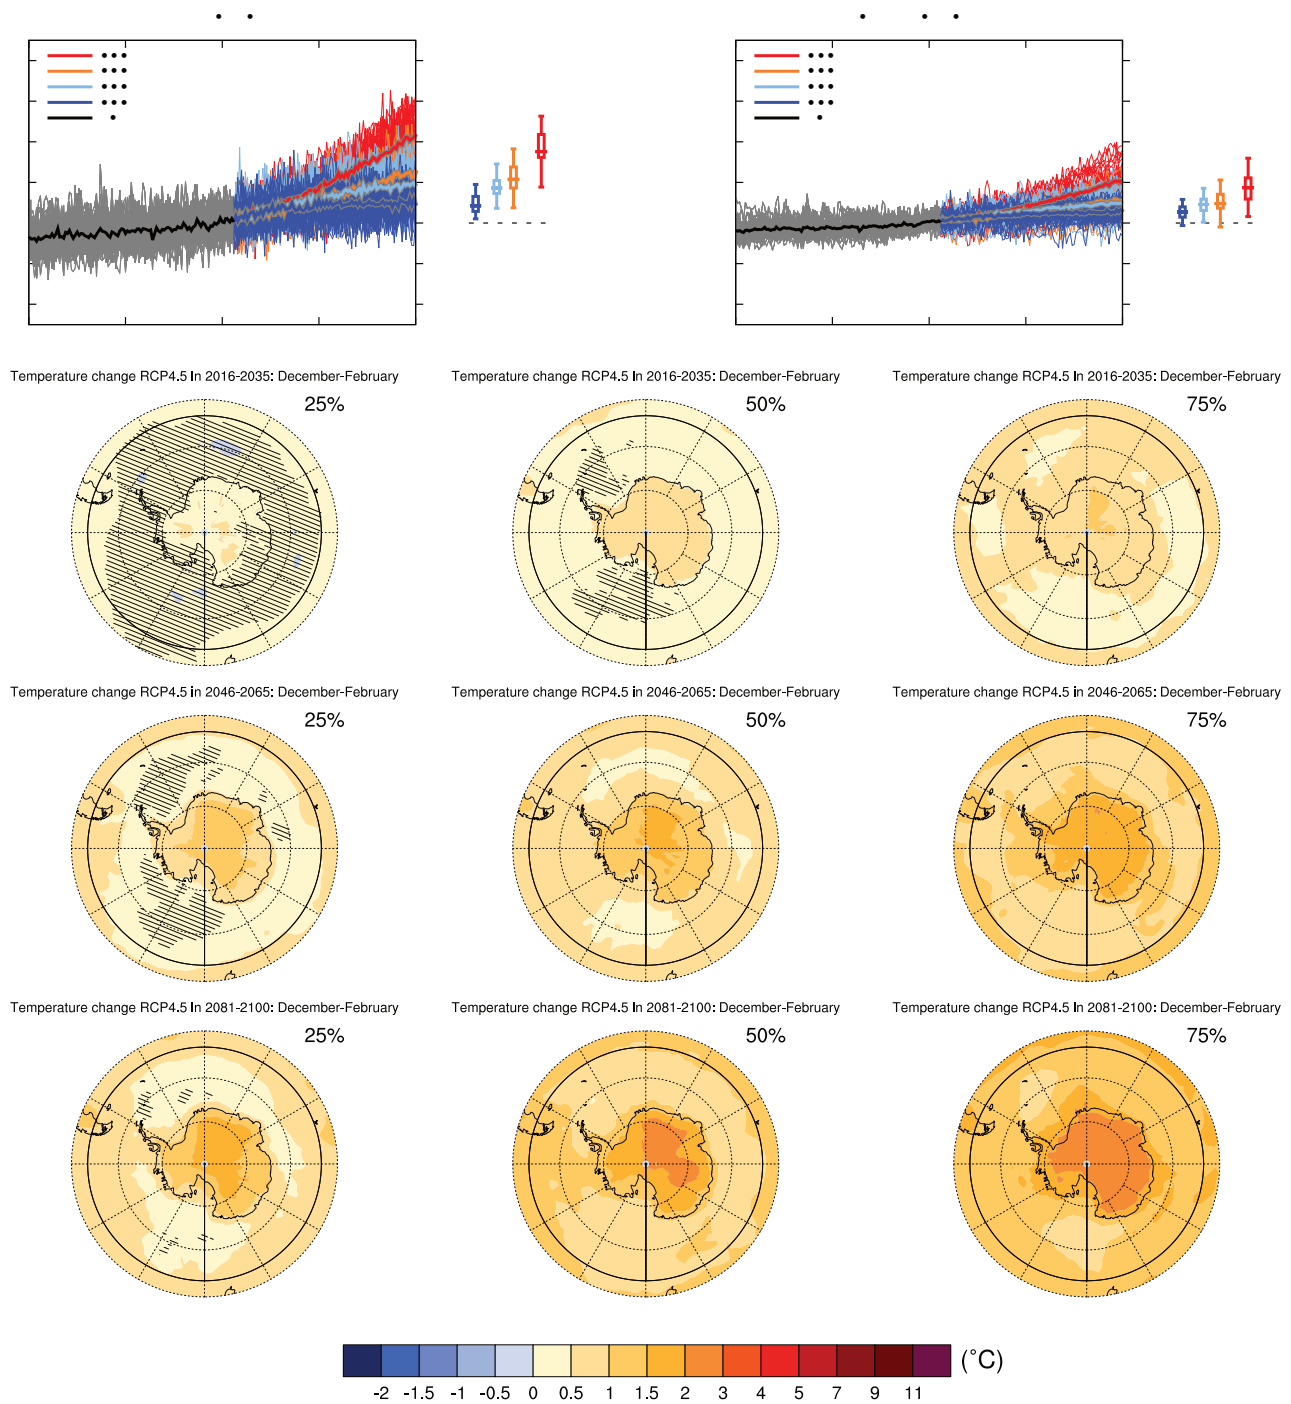 Temperature change RCP4.5 in 2016-2035: December-February
25%
Temperature change RCP4.5 in 2016-2035: December-February
50%
Temperature change RCP4.5 in 2016-2035: December-February
75%
Temperature change RCP4.5 in 2046-2065: December-February
25%
Temperature change RCP4.5 in 2046-2065: December-February
50%
Temperature change RCP4.5 in 2046-2065: December-February
75%
Temperature change RCP4.5 in 2081-2100: December-February
25%
Temperature change RCP4.5 in 2081-2100: December-February
50%
Temperature change RCP4.5 in 2081-2100: December-February
75%
(°C)
-2 -1.5 -1 -0.5 0 0.5 1 1.5 2 3 4 5 7 9 11